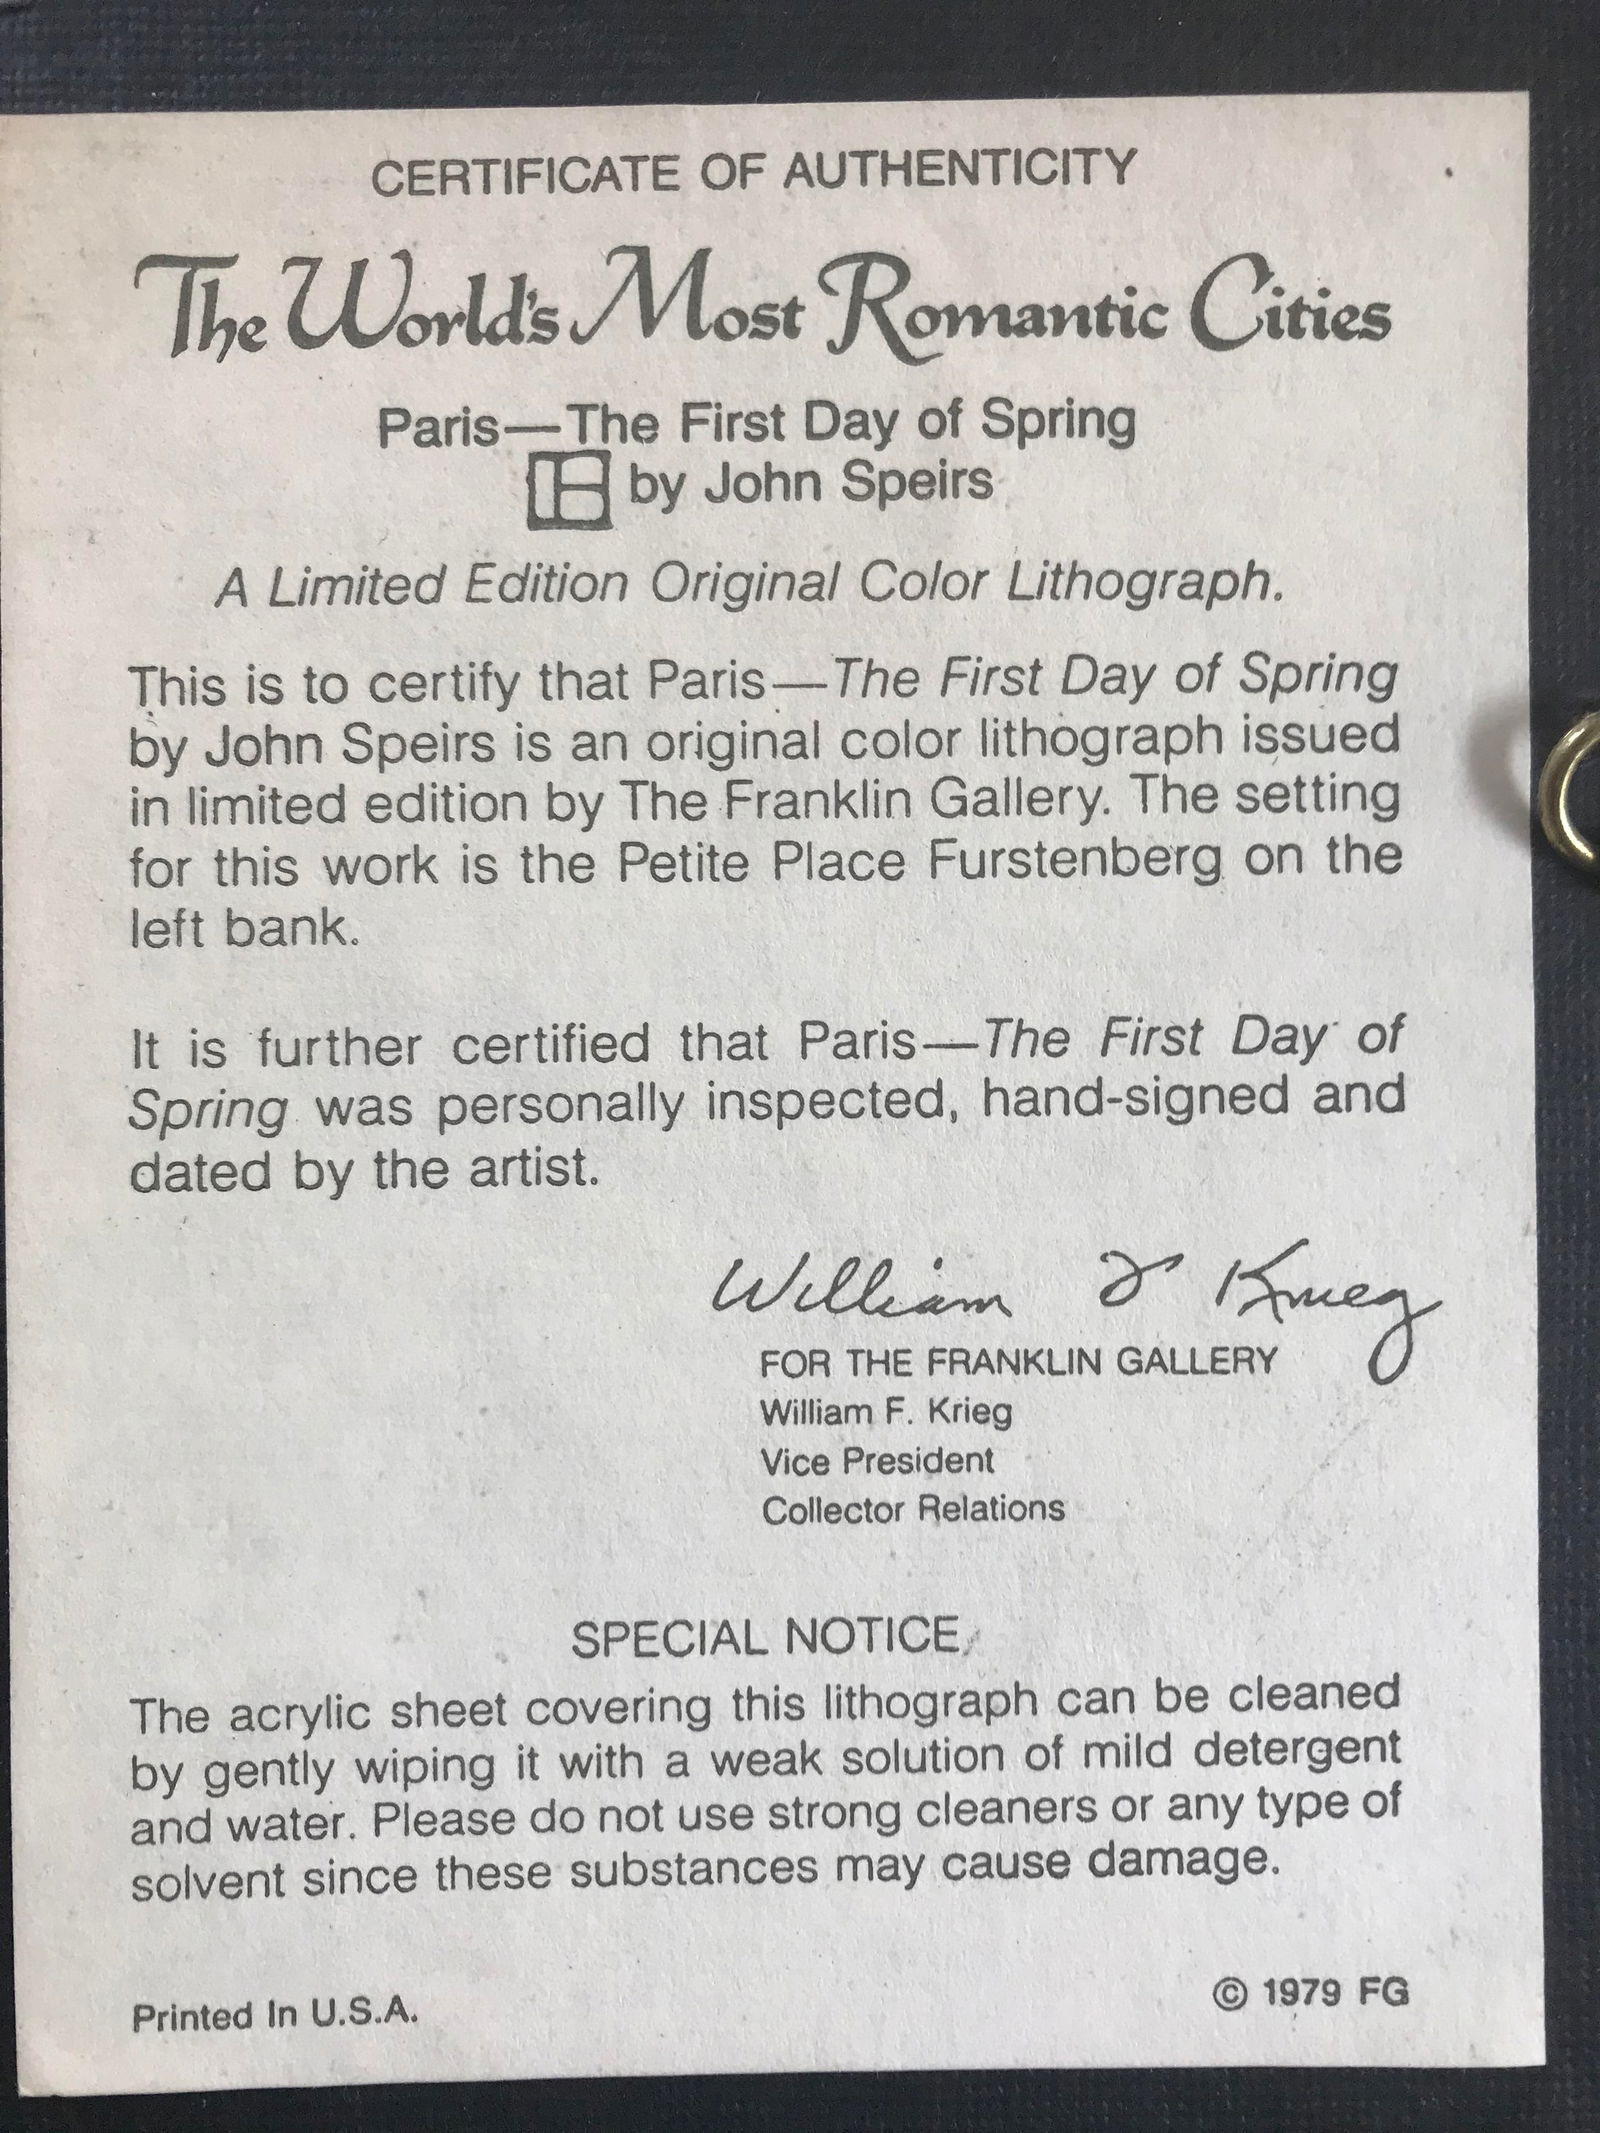 CERTIFICATE OF AUTHENTICITY
The World's Most Romantic Cities
Paris—The First Day of Spring
by John Speirs
A Limited Edition Original Color Lithograph.
This is to certify that Paris—The First Day of Spring
by John Speirs is an original color lithograph issued
in limited edition by The Franklin Gallery. The setting
for this work is the Petite Place Furstenberg on the
left bank.
It is further certified that Paris—The First Day of
Spring was personally inspected, hand-signed and
dated by the artist.
William F Krieg
FOR THE FRANKLIN GALLERY
William F. Krieg
Vice President
Collector Relations
SPECIAL NOTICE
The acrylic sheet covering this lithograph can be cleaned
by gently wiping it with a weak solution of mild detergent
and water. Please do not use strong cleaners or any type of
solvent since these substances may cause damage.
Printed In U.S.A.
© 1979 FG